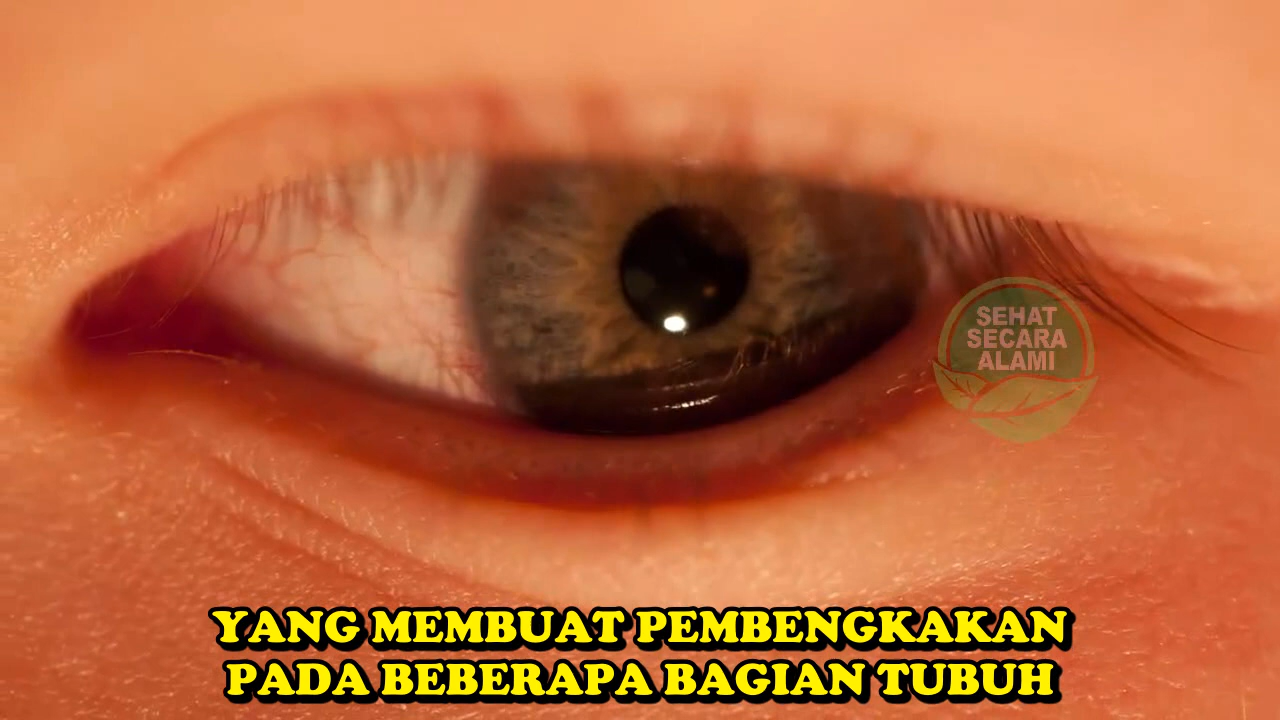 SEHAT
SECARA
ALAMI
YANG MEMBUAT PEMBENGKAKAN
PADA BEBERAPA BAGIAN TUBUH